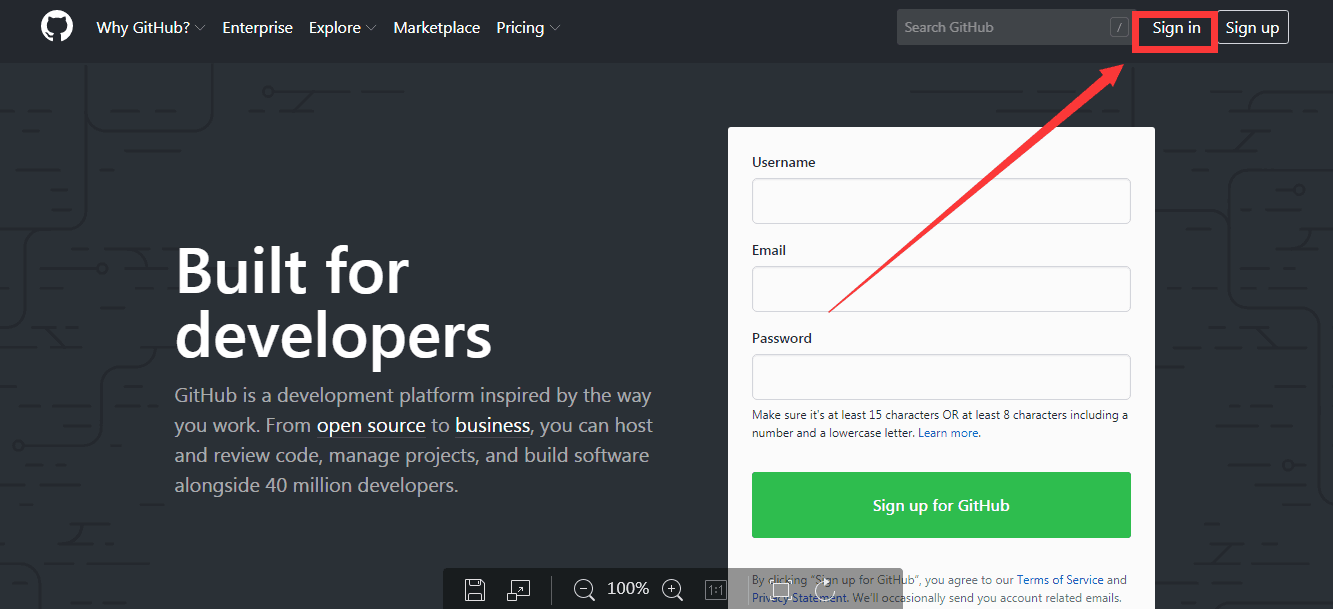 Why GitHub? Enterprise Explore Marketplace Pricing Search GitHub / Sign in Sign up
Built for
developers
GitHub is a development platform inspired by the way
you work. From open source to business, you can host
and review code, manage projects, and build software
alongside 40 million developers.
Username
Email
Password
Make sure it's at least 15 characters OR at least 8 characters including a
number and a lowercase letter. Learn more.
Sign up for GitHub
By clicking “Sign up for GitHub”, you agree to our Terms of Service and
Privacy Statement. We'll occasionally send you account related emails.
100% 1:1